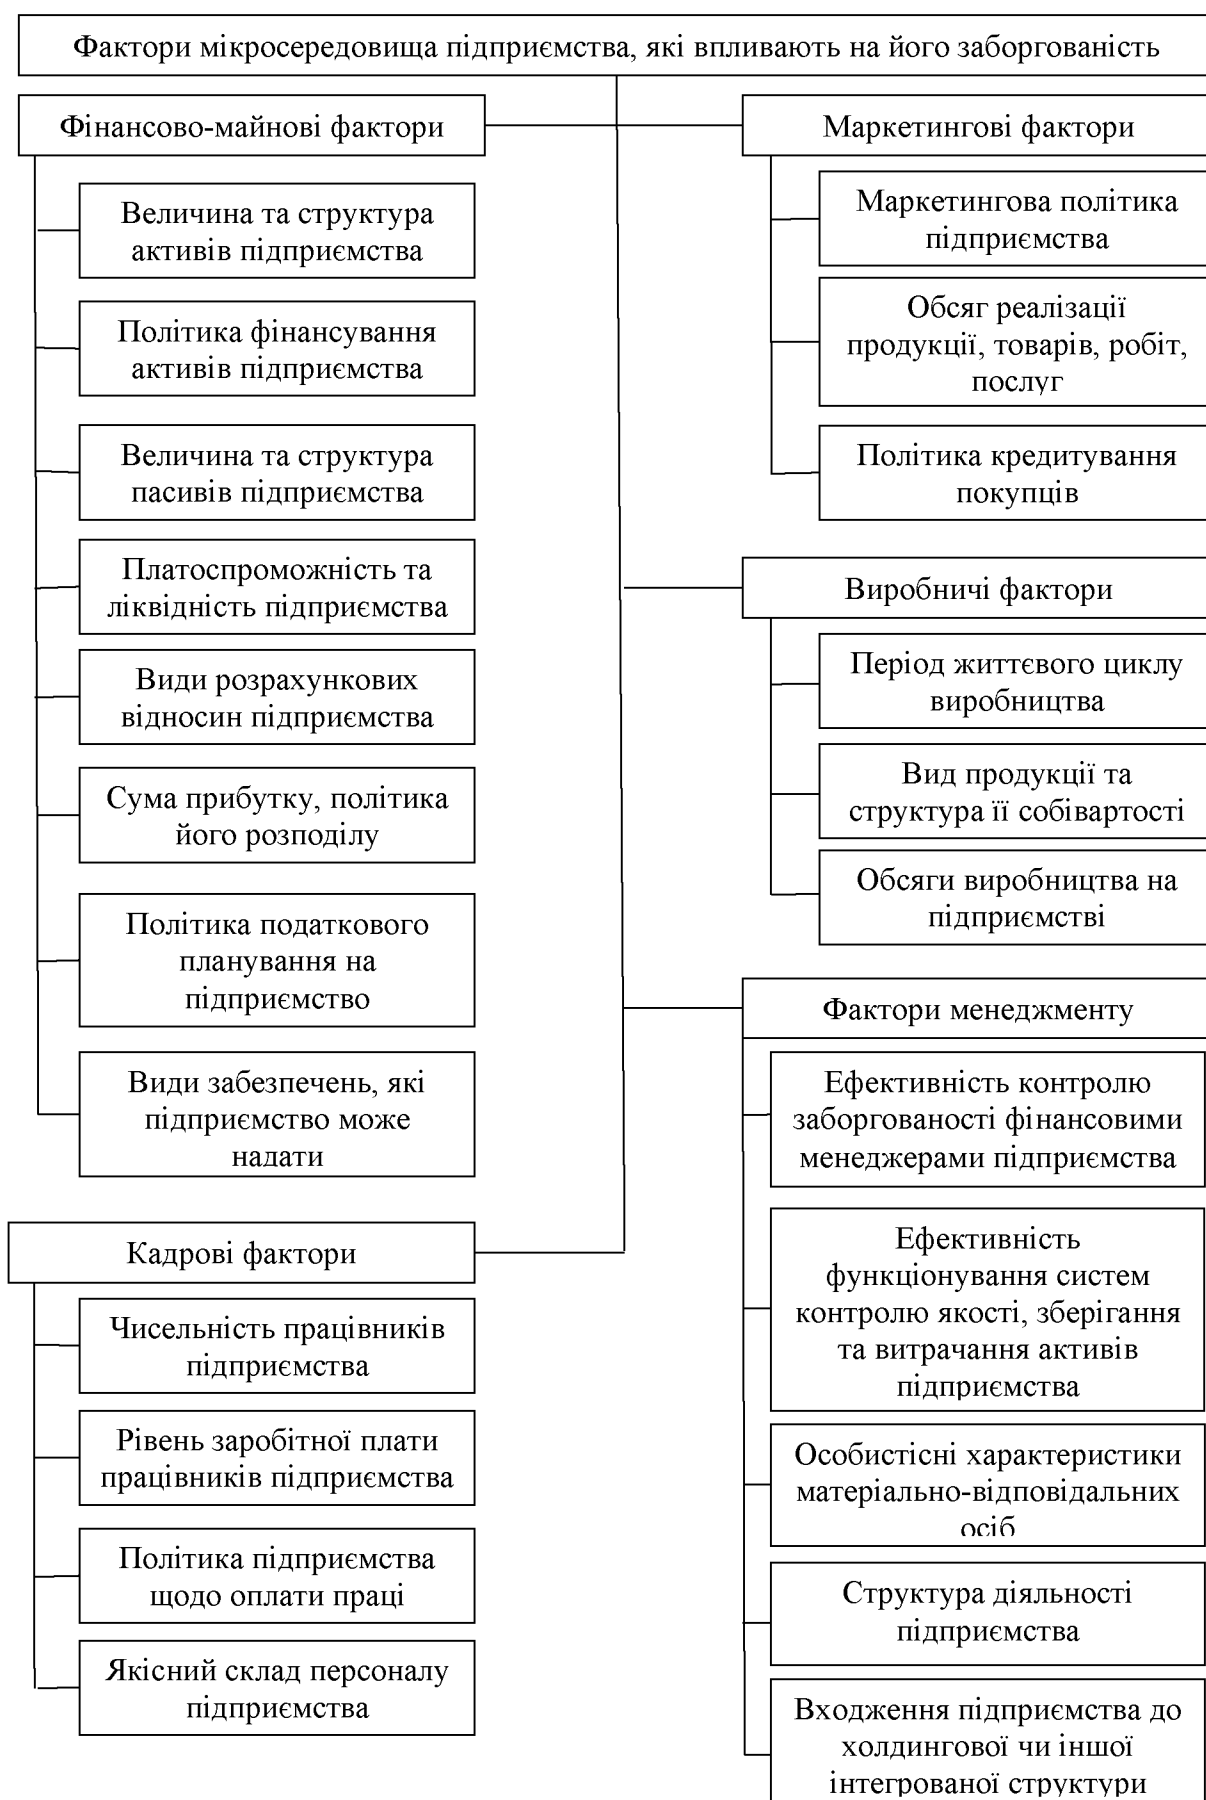 Фактори мікросередовища підприємства, які впливають на його заборгованість
Фінансово-майнові фактори
Величина та структура
активів підприємства
Політика фінансування
активів підприємства
Величина та структура
пасивів підприємства
Платоспроможність та
ліквідність підприємства
Види розрахункових
відносин підприємства
Сума прибутку, політика
його розподілу
Політика податкового
планування на
підприємство
Види забезпечень, які
підприємство може
надати
Кадрові фактори
Чисельність працівників
підприємства
Рівень заробітної плати
працівників підприємства
Політика підприємства
щодо оплати праці
Якісний склад персоналу
підприємства
Маркетингові фактори
Маркетингова політика
підприємства
Обсяг реалізації
продукції, товарів, робіт,
послуг
Політика кредитування
покупців
Виробничі фактори
Період життєвого циклу
виробництва
Вид продукції та
структура її собівартості
Обсяги виробництва на
підприємстві
Фактори менеджменту
Ефективність контролю
заборгованості фінансовими
менеджерами підприємства
Ефективність
функціонування систем
контролю якості, зберігання
та витрачання активів
підприємства
Особистісні характеристики
матеріально-відповідальних
осіб
Структура діяльності
підприємства
Входження підприємства до
холдингової чи іншої
інтегрованої структури